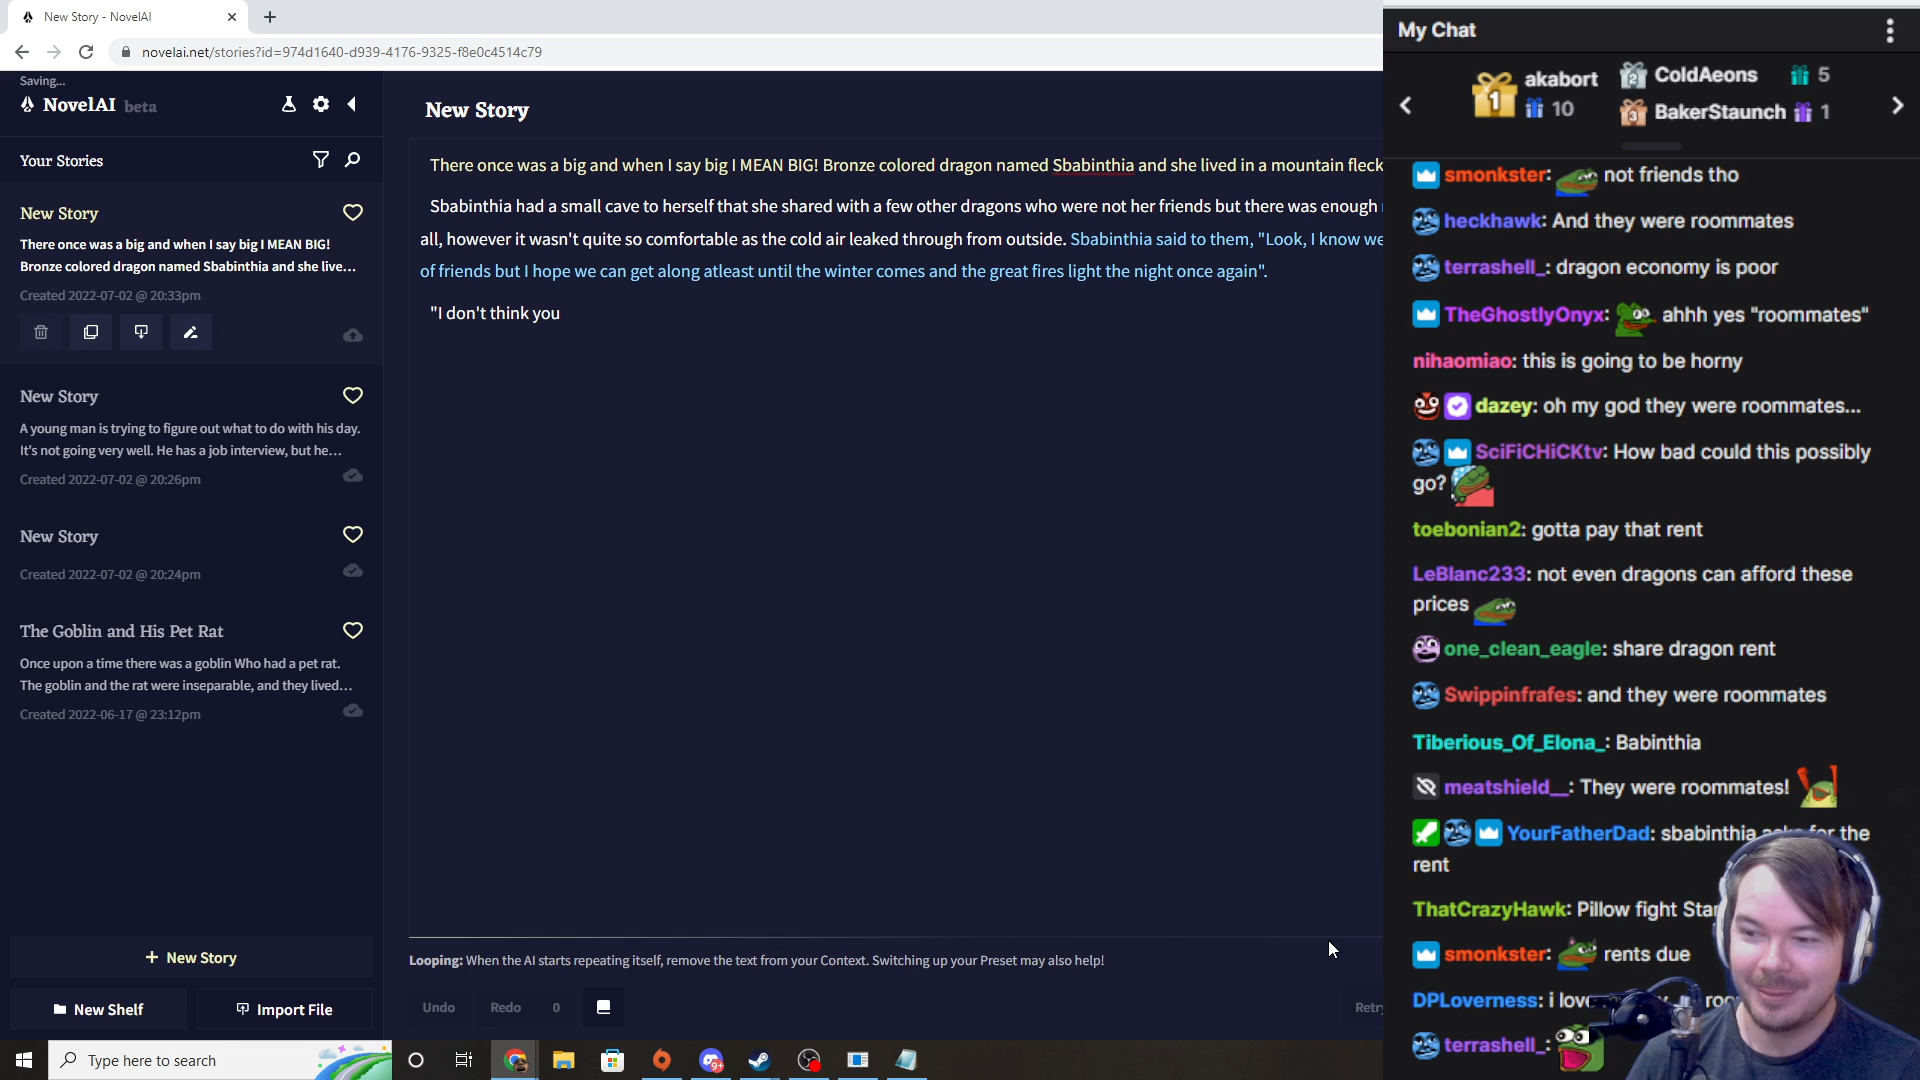 New Story - NovelAI
novelai.net/stories?id=974d1640-d939-4176-9325-f8e0c4514c79
Saving...
NovelAI beta
Your Stories
New Story
There once was a big and when I say big I MEAN BIG!
Bronze colored dragon named Sbabinthia and she live...
Created 2022-07-02 @ 20:33pm
New Story
A young man is trying to figure out what to do with his day.
It's not going very well. He has a job interview, but he...
Created 2022-07-02 @ 20:26pm
New Story
Created 2022-07-02 @ 20:24pm
The Goblin and His Pet Rat
Once upon a time there was a goblin Who had a pet rat.
The goblin and the rat were inseparable, and they lived...
Created 2022-06-17 @ 23:12pm
+ New Story
New Shelf
Import File
New Story
There once was a big and when I say big I MEAN BIG! Bronze colored dragon named Sbabinthia and she lived in a mountain fleck
Sbabinthia had a small cave to herself that she shared with a few other dragons who were not her friends but there was enough
all, however it wasn't quite so comfortable as the cold air leaked through from outside. Sbabinthia said to them, "Look, I know we
of friends but I hope we can get along atleast until the winter comes and the great fires light the night once again".
"I don't think you
Looping: When the AI starts repeating itself, remove the text from your Context. Switching up your Preset may also help!
Undo
Redo
0
Retry
Type here to search
9+
My Chat
1
akabort
10
2
ColdAeons
5
3
BakerStaunch
1
smonkster: not friends tho
heckhawk: And they were roommates
terrashell_: dragon economy is poor
TheGhostlyOnyx: ahhh yes "roommates"
nihaomiao: this is going to be horny
dazey: oh my god they were roommates...
SciFiCHiCKtv: How bad could this possibly
go?
toebonian2: gotta pay that rent
LeBlanc233: not even dragons can afford these
prices
one_clean_eagle: share dragon rent
Swippinfrafes: and they were roommates
Tiberious_Of_Elona_: Babinthia
meatshield__: They were roommates!
YourFatherDad: sbabinthia asks for the
rent
ThatCrazyHawk: Pillow fight
smonkster: rents due
DPLoverness: i love
terrashell_: